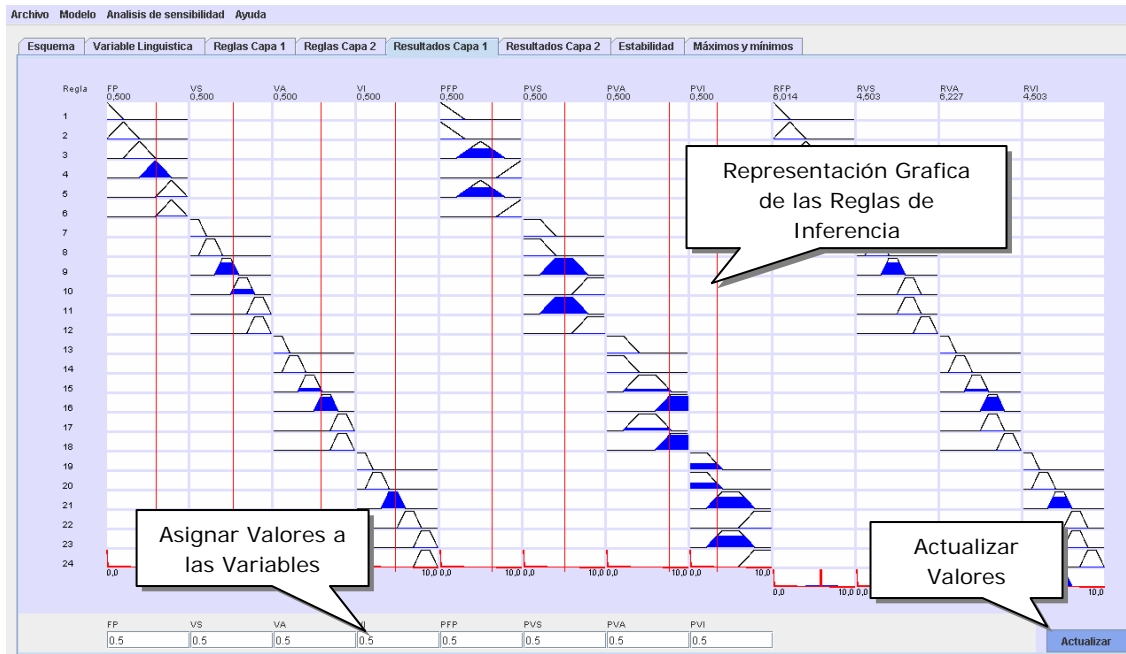 Archivo Modelo Analisis de sensibilidad Ayuda
Esquema Variable Linguistica Reglas Capa 1 Reglas Capa 2 Resultados Capa 1 Resultados Capa 2 Estabilidad Máximos y mínimos
Regla FP VS VA VI PFP PVS PVA PVI RFP RVS RVA RVI
0,500 0,500 0,500 0,500 0,500 0,500 0,500 0,500 6,014 4,503 6,227 4,503
1
2
3
4
5
6
7
8
9
10
11
12
13
14
15
16
17
18
19
20
21
22
23
24
Representación Grafica
de las Reglas de
Inferencia
Asignar Valores a
las Variables
Actualizar
Valores
0,0 10,0 0,0 10,0 0,0 10,0 0,0 10,0 0,0 10,0 0,0 10,0
FP VS VA VI PFP PVS PVA PVI
0.5 0.5 0.5 0.5 0.5 0.5 0.5 0.5
Actualizar